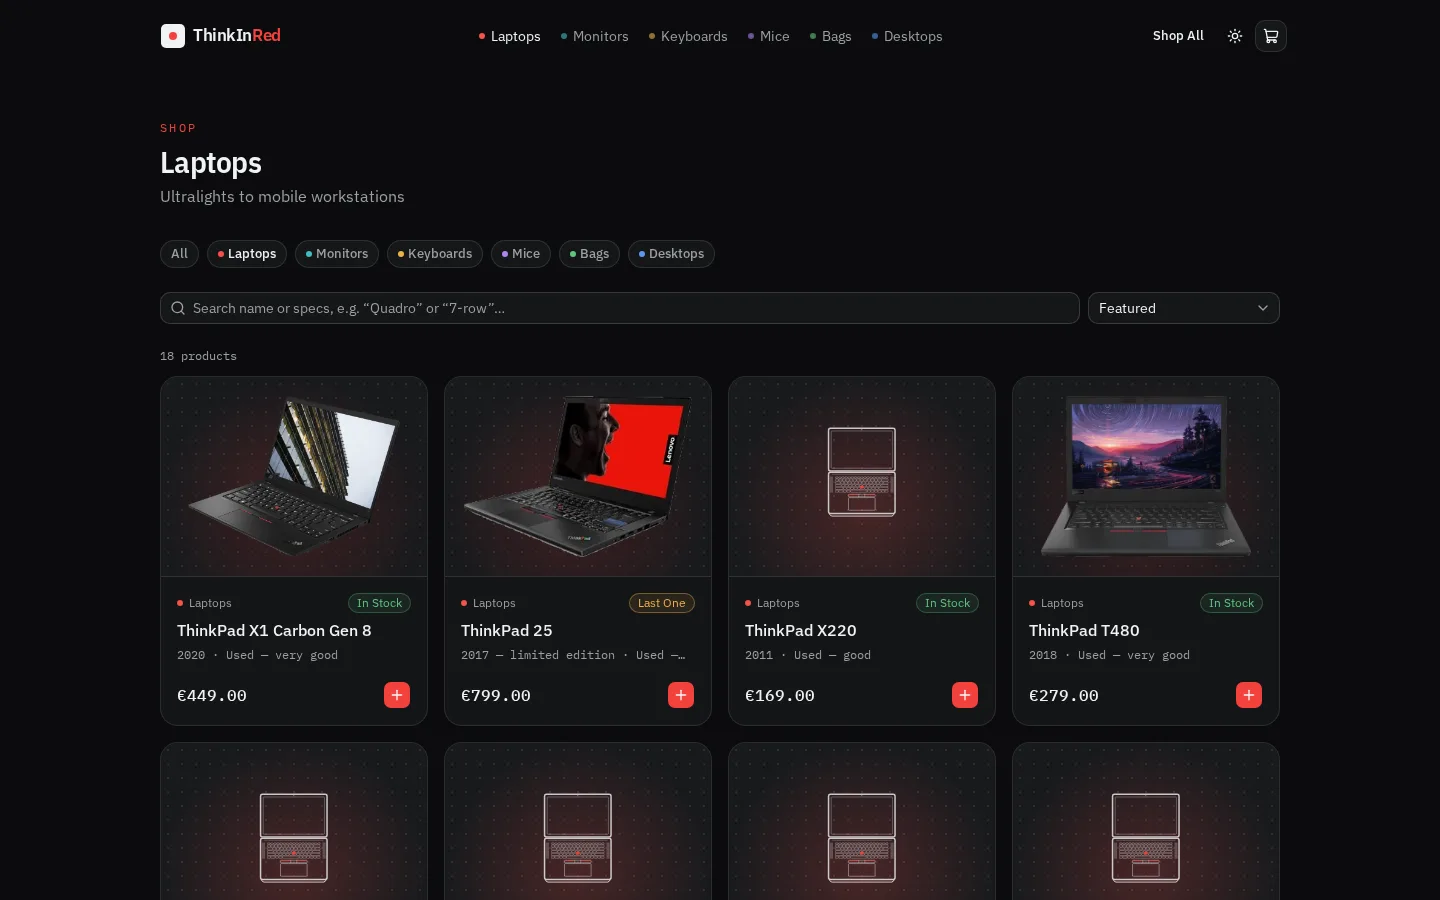 ThinkInRed
Laptops Monitors Keyboards Mice Bags Desktops
Shop All
SHOP
Laptops
Ultralights to mobile workstations
All Laptops Monitors Keyboards Mice Bags Desktops
Search name or specs, e.g. “Quadro” or “7-row”…
Featured
18 products
Lenovo
Laptops In Stock
ThinkPad X1 Carbon Gen 8
2020 · Used — very good
€449.00
Laptops Last One
ThinkPad 25
2017 — limited edition · Used —…
€799.00
Laptops In Stock
ThinkPad X220
2011 · Used — good
€169.00
Laptops In Stock
ThinkPad T480
2018 · Used — very good
€279.00